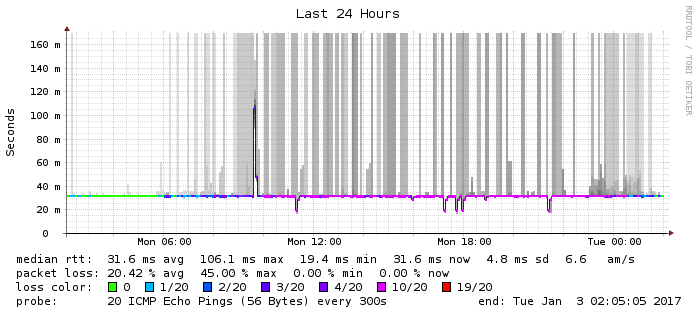 Last 24 Hours
RRDTOOL / TOBI OETIKER
Seconds
160 m
140 m
120 m
100 m
80 m
60 m
40 m
20 m
0
Mon 06:00 Mon 12:00 Mon 18:00 Tue 00:00
median rtt: 31.6 ms avg 106.1 ms max 19.4 ms min 31.6 ms now 4.8 ms sd 6.6 am/s
packet loss: 20.42 % avg 45.00 % max 0.00 % min 0.00 % now
loss color: 0 1/20 2/20 3/20 4/20 10/20 19/20
probe: 20 ICMP Echo Pings (56 Bytes) every 300s end: Tue Jan 3 02:05:05 2017